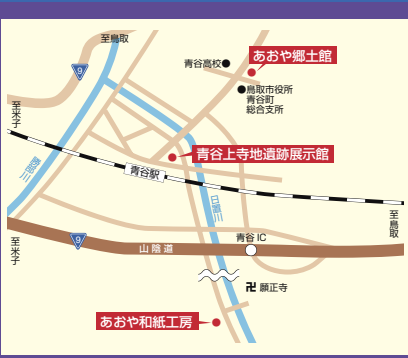 至鳥取
9
青谷高校
あおや郷土館
鳥取市役所
青谷町
総合支所
至米子
青谷上寺地遺跡展示館
青谷駅
日置川
至鳥取
9
青谷 IC
山陰道
至米子
卍 願正寺
あおや和紙工房